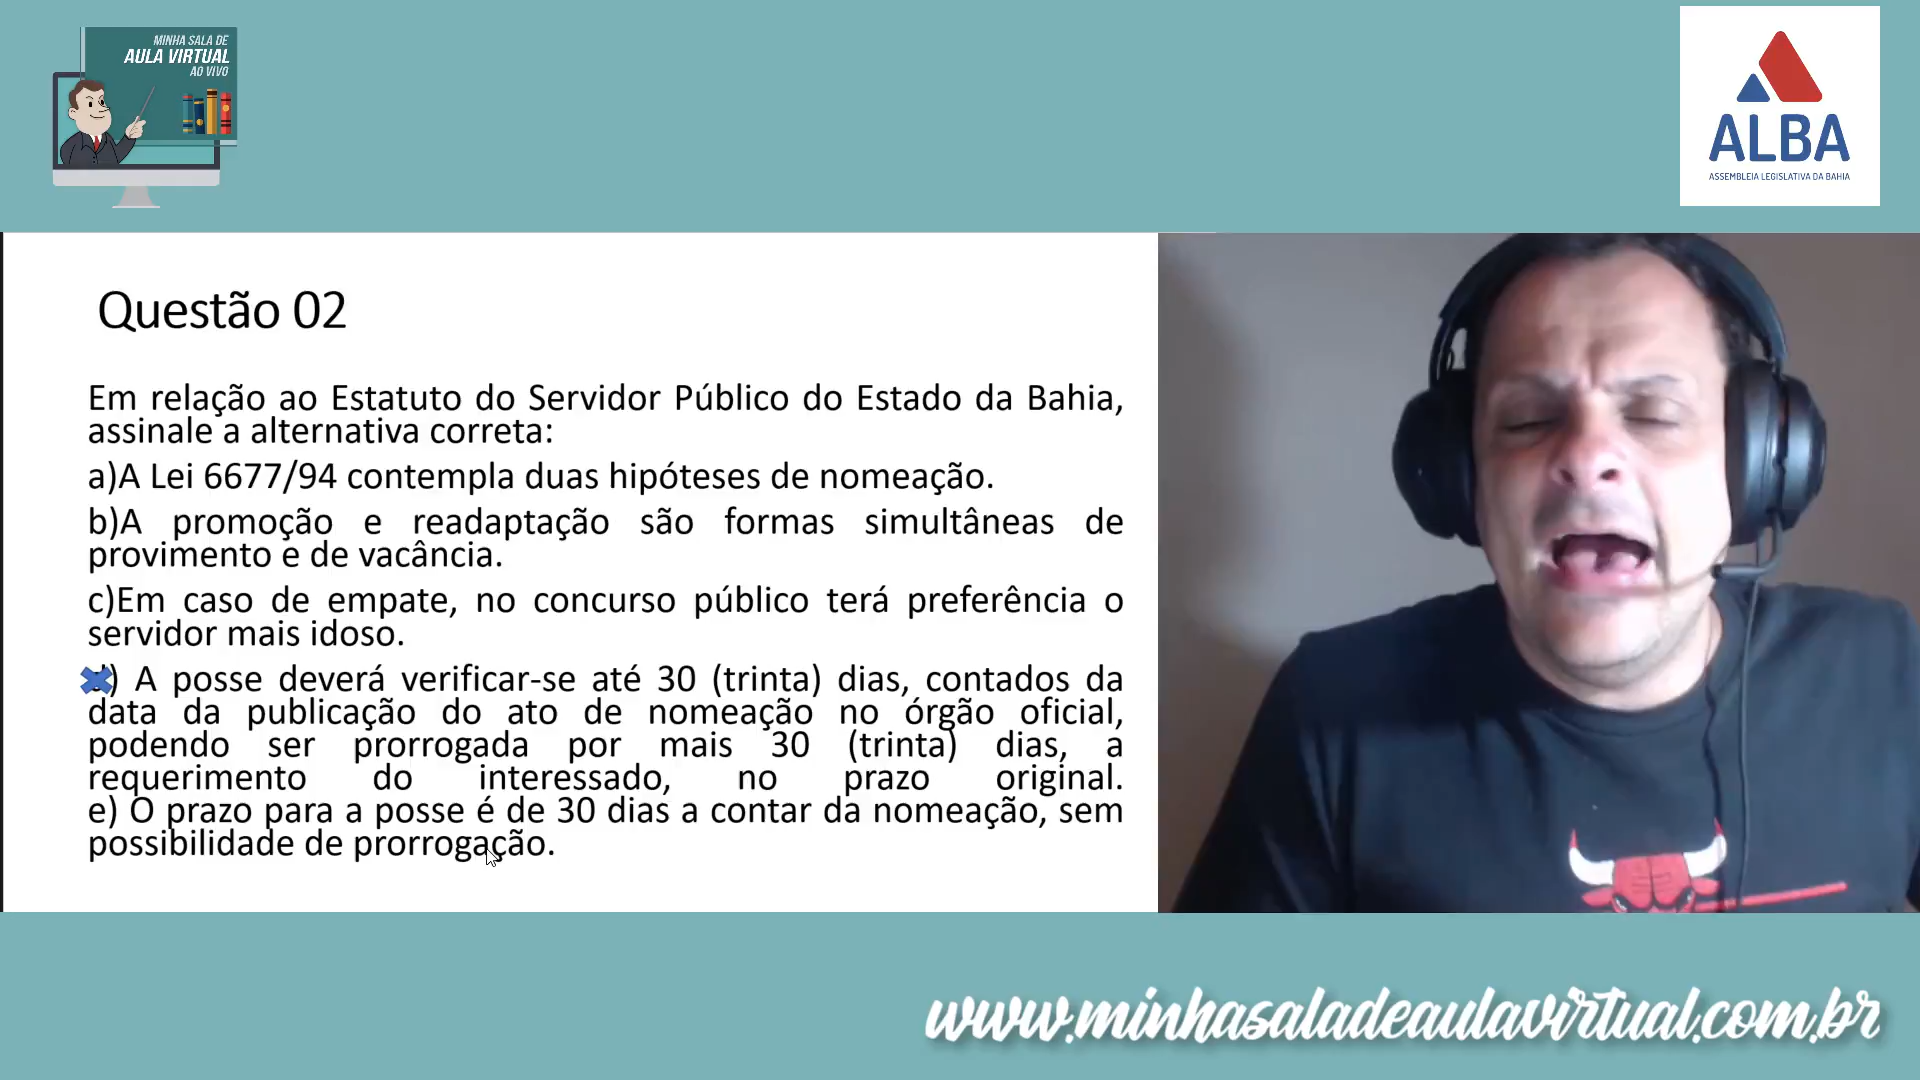 MINHA SALA DE
AULA VIRTUAL
AO VIVO
ALBA
ASSEMBLEIA LEGISLATIVA DA BAHIA
Questão 02
Em relação ao Estatuto do Servidor Público do Estado da Bahia,
assinale a alternativa correta:
a)A Lei 6677/94 contempla duas hipóteses de nomeação.
b)A promoção e readaptação são formas simultâneas de
provimento e de vacância.
c)Em caso de empate, no concurso público terá preferência o
servidor mais idoso.
d) A posse deverá verificar-se até 30 (trinta) dias, contados da
data da publicação do ato de nomeação no órgão oficial,
podendo ser prorrogada por mais 30 (trinta) dias, a
requerimento do interessado, no prazo original.
e) O prazo para a posse é de 30 dias a contar da nomeação, sem
possibilidade de prorrogação.
www.minhasaladeaulavirtual.com.br